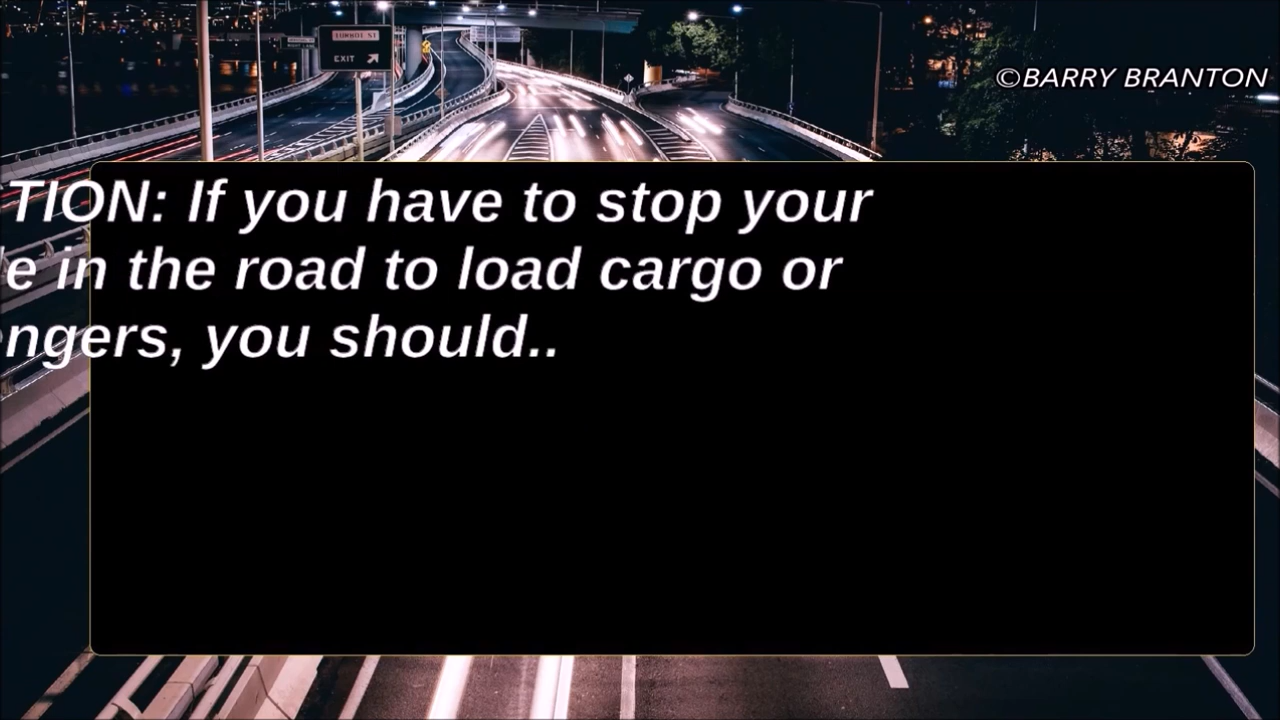 EXIT
©BARRY BRANTON
TION: If you have to stop your
e in the road to load cargo or
ngers, you should..